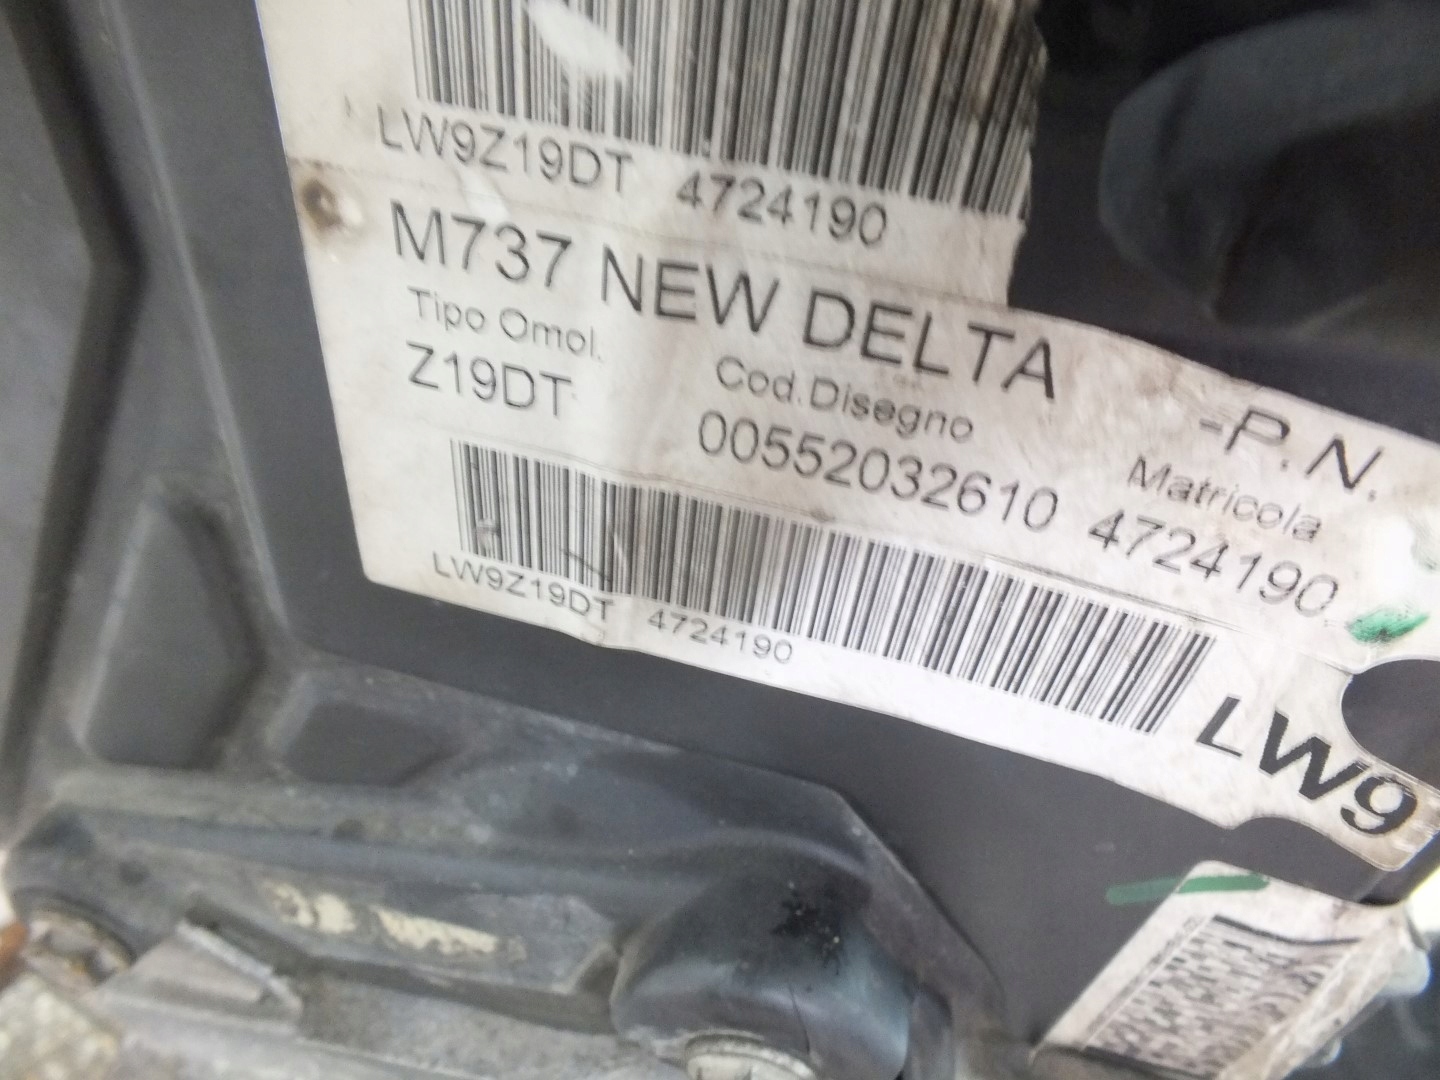 LW9Z19DT 4724190
M737 NEW DELTA -P.N.
Tipo Omol. Cod.Disegno Matricola
Z19DT 00552032610 4724190
LW9Z19DT 4724190
LW9